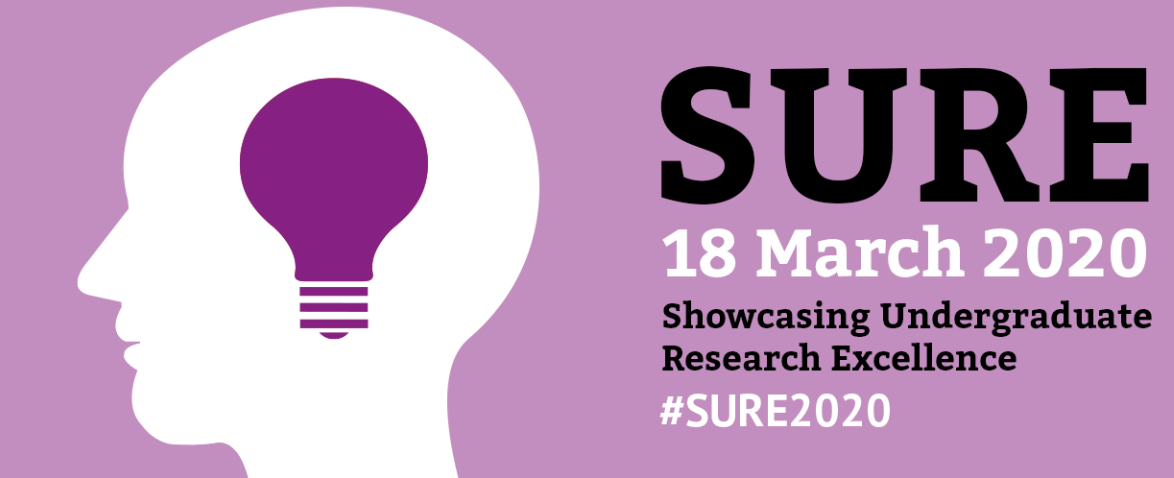 SURE
18 March 2020
Showcasing Undergraduate
Research Excellence
#SURE2020